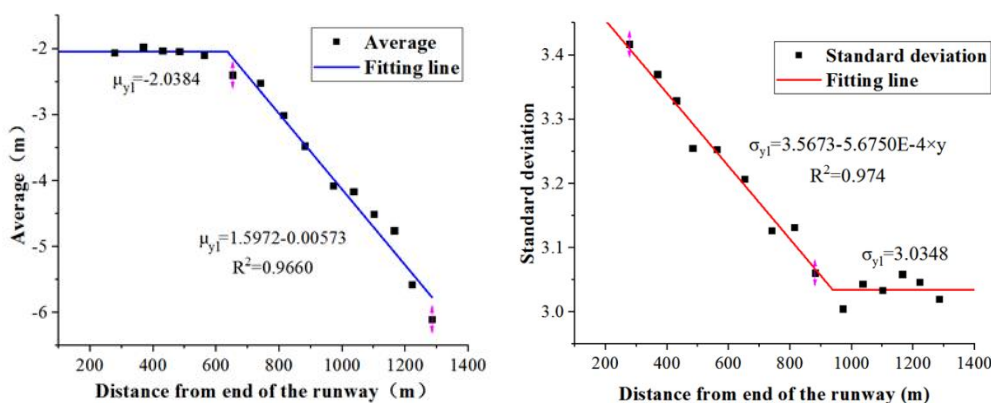 -2
-3
-4
-5
-6
Average（m）
Average
Fitting line
μyl=-2.0384
μyl=1.5972-0.00573
R²=0.9660
200 400 600 800 1000 1200 1400
Distance from end of the runway（m）
3.4
3.3
3.2
3.1
3.0
Standard deviation
Standard deviation
Fitting line
σyl=3.5673-5.6750E-4×y
R²=0.974
σyl=3.0348
200 400 600 800 1000 1200 1400
Distance from end of the runway (m)